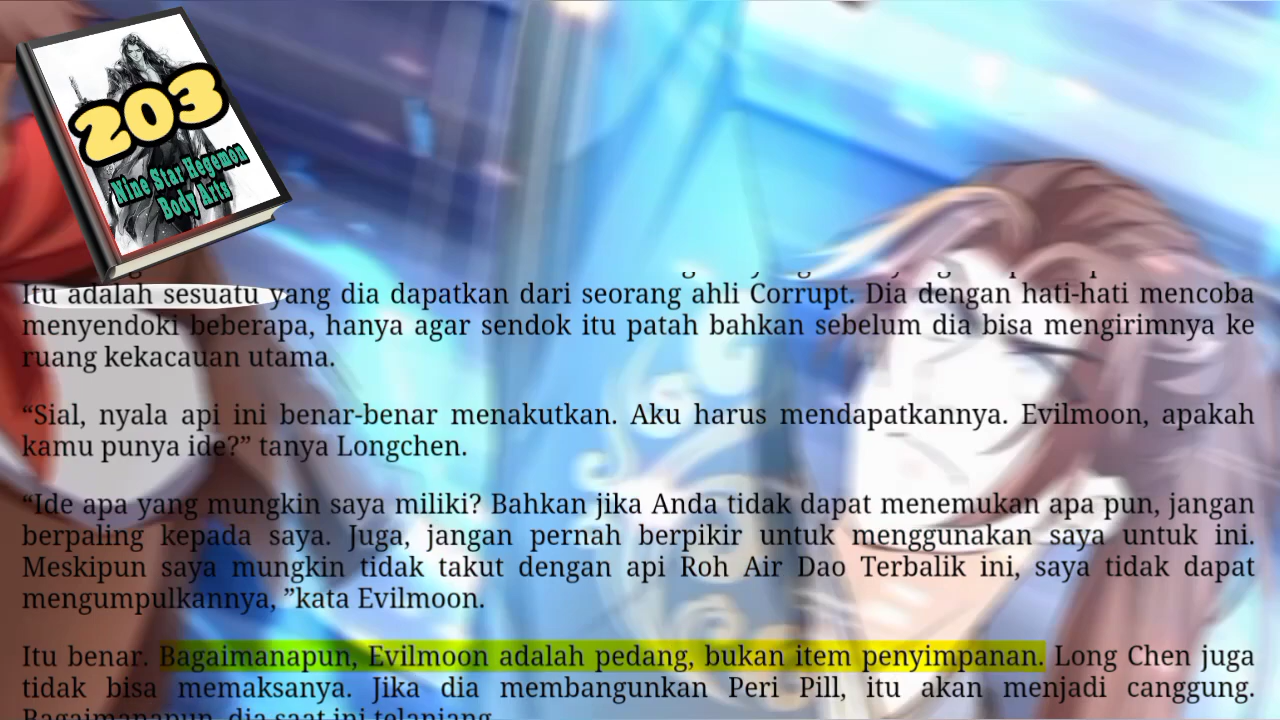 203
Nine Star Hegemon
Body Arts
Itu adalah sesuatu yang dia dapatkan dari seorang ahli Corrupt. Dia dengan hati-hati mencoba
menyendoki beberapa, hanya agar sendok itu patah bahkan sebelum dia bisa mengirimnya ke
ruang kekacauan utama.
“Sial, nyala api ini benar-benar menakutkan. Aku harus mendapatkannya. Evilmoon, apakah
kamu punya ide?” tanya Longchen.
“Ide apa yang mungkin saya miliki? Bahkan jika Anda tidak dapat menemukan apa pun, jangan
berpaling kepada saya. Juga, jangan pernah berpikir untuk menggunakan saya untuk ini.
Meskipun saya mungkin tidak takut dengan api Roh Air Dao Terbalik ini, saya tidak dapat
mengumpulkannya, ”kata Evilmoon.
Itu benar. Bagaimanapun, Evilmoon adalah pedang, bukan item penyimpanan. Long Chen juga
tidak bisa memaksanya. Jika dia membangunkan Peri Pill, itu akan menjadi canggung.
Bagaimanapun, dia saat ini telanjang.